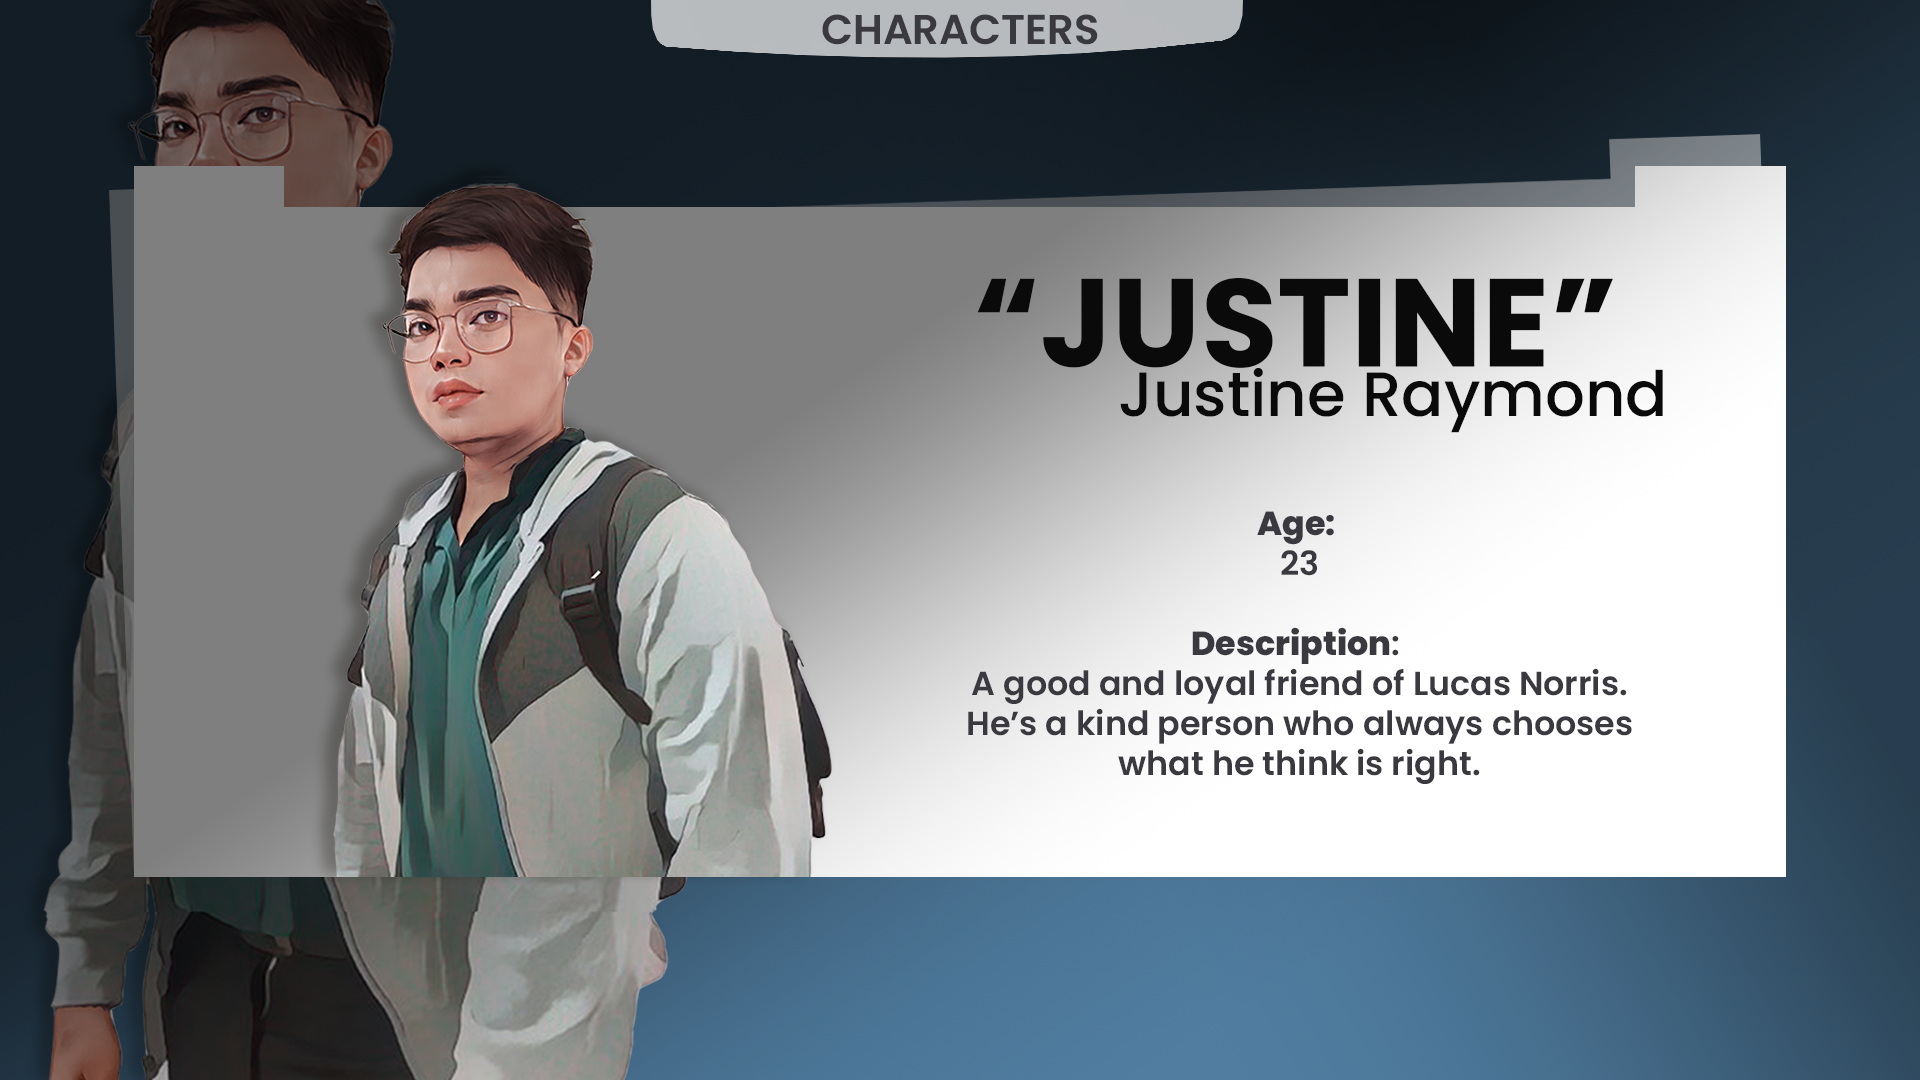 CHARACTERS
“JUSTINE”
Justine Raymond
Age:
23
Description:
A good and loyal friend of Lucas Norris.
He’s a kind person who always chooses
what he think is right.